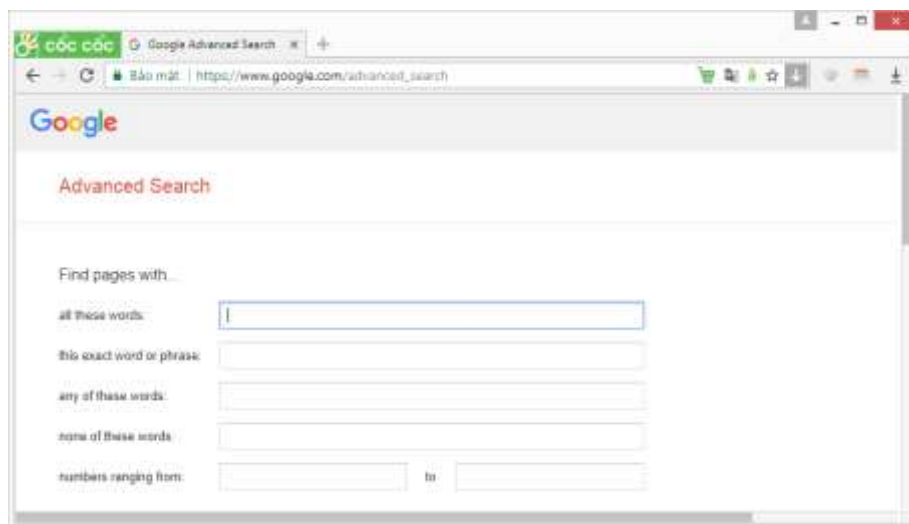 cốc cốc
Google Advanced Search
Bảo mật | https://www.google.com/advanced_search
Google
Advanced Search
Find pages with...
all these words:
this exact word or phrase:
any of these words:
none of these words:
numbers ranging from:
to